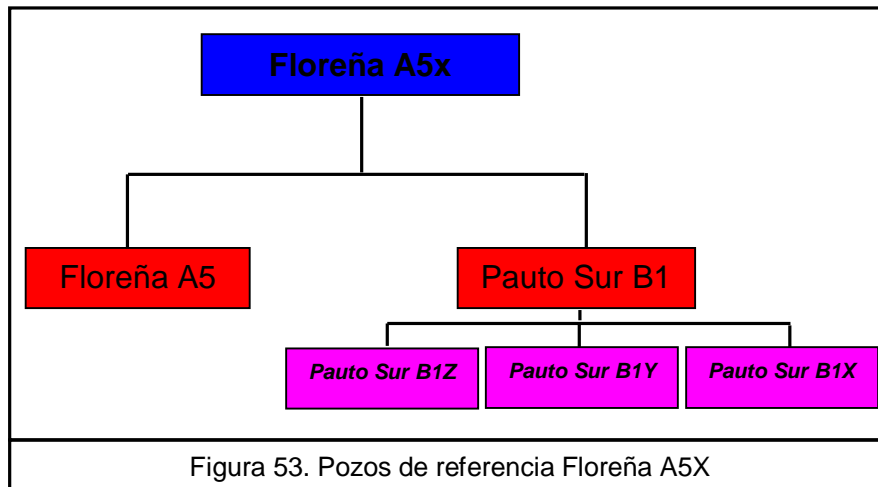 Floreña A5x
Floreña A5
Pauto Sur B1
Pauto Sur B1Z
Pauto Sur B1Y
Pauto Sur B1X
Figura 53. Pozos de referencia Floreña A5X